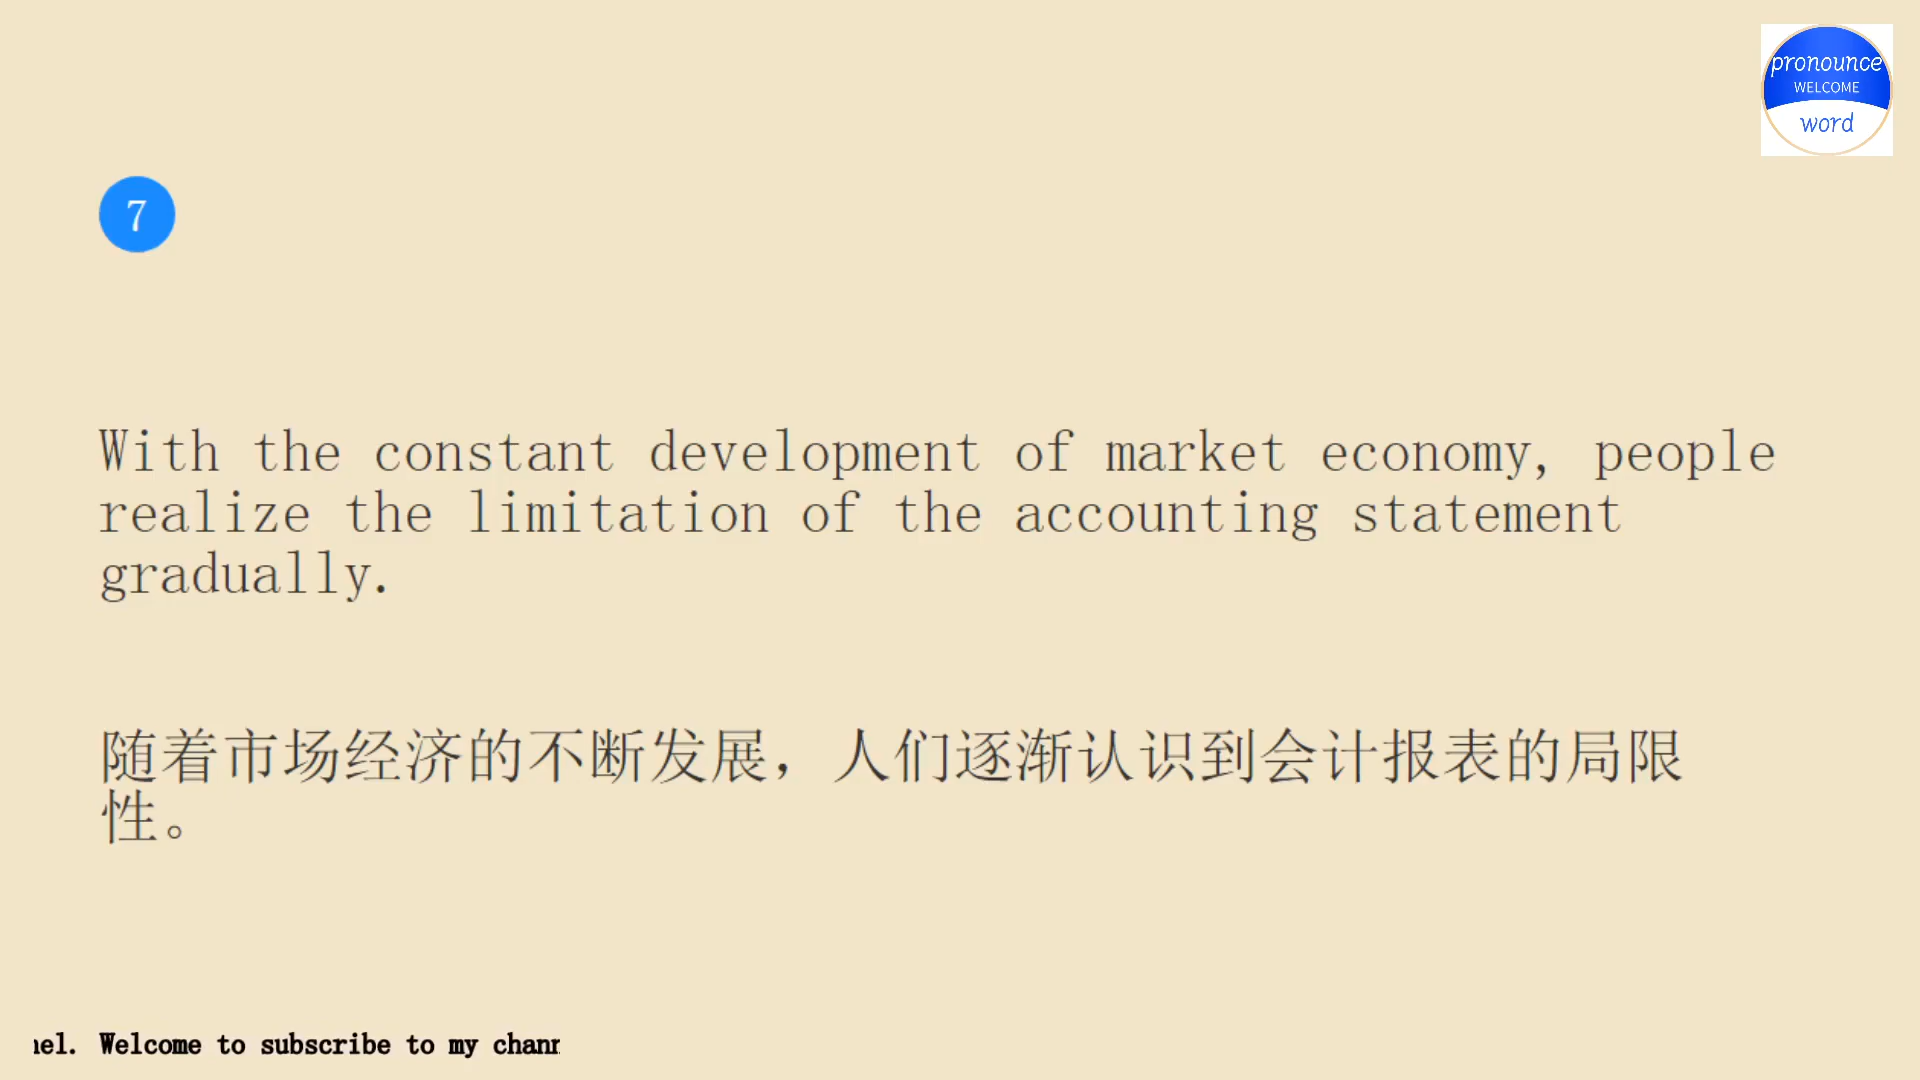 pronounce
WELCOME
word
7
With the constant development of market economy, people
realize the limitation of the accounting statement
gradually.
随着市场经济的不断发展，人们逐渐认识到会计报表的局限
性。
Welcome to subscribe to my